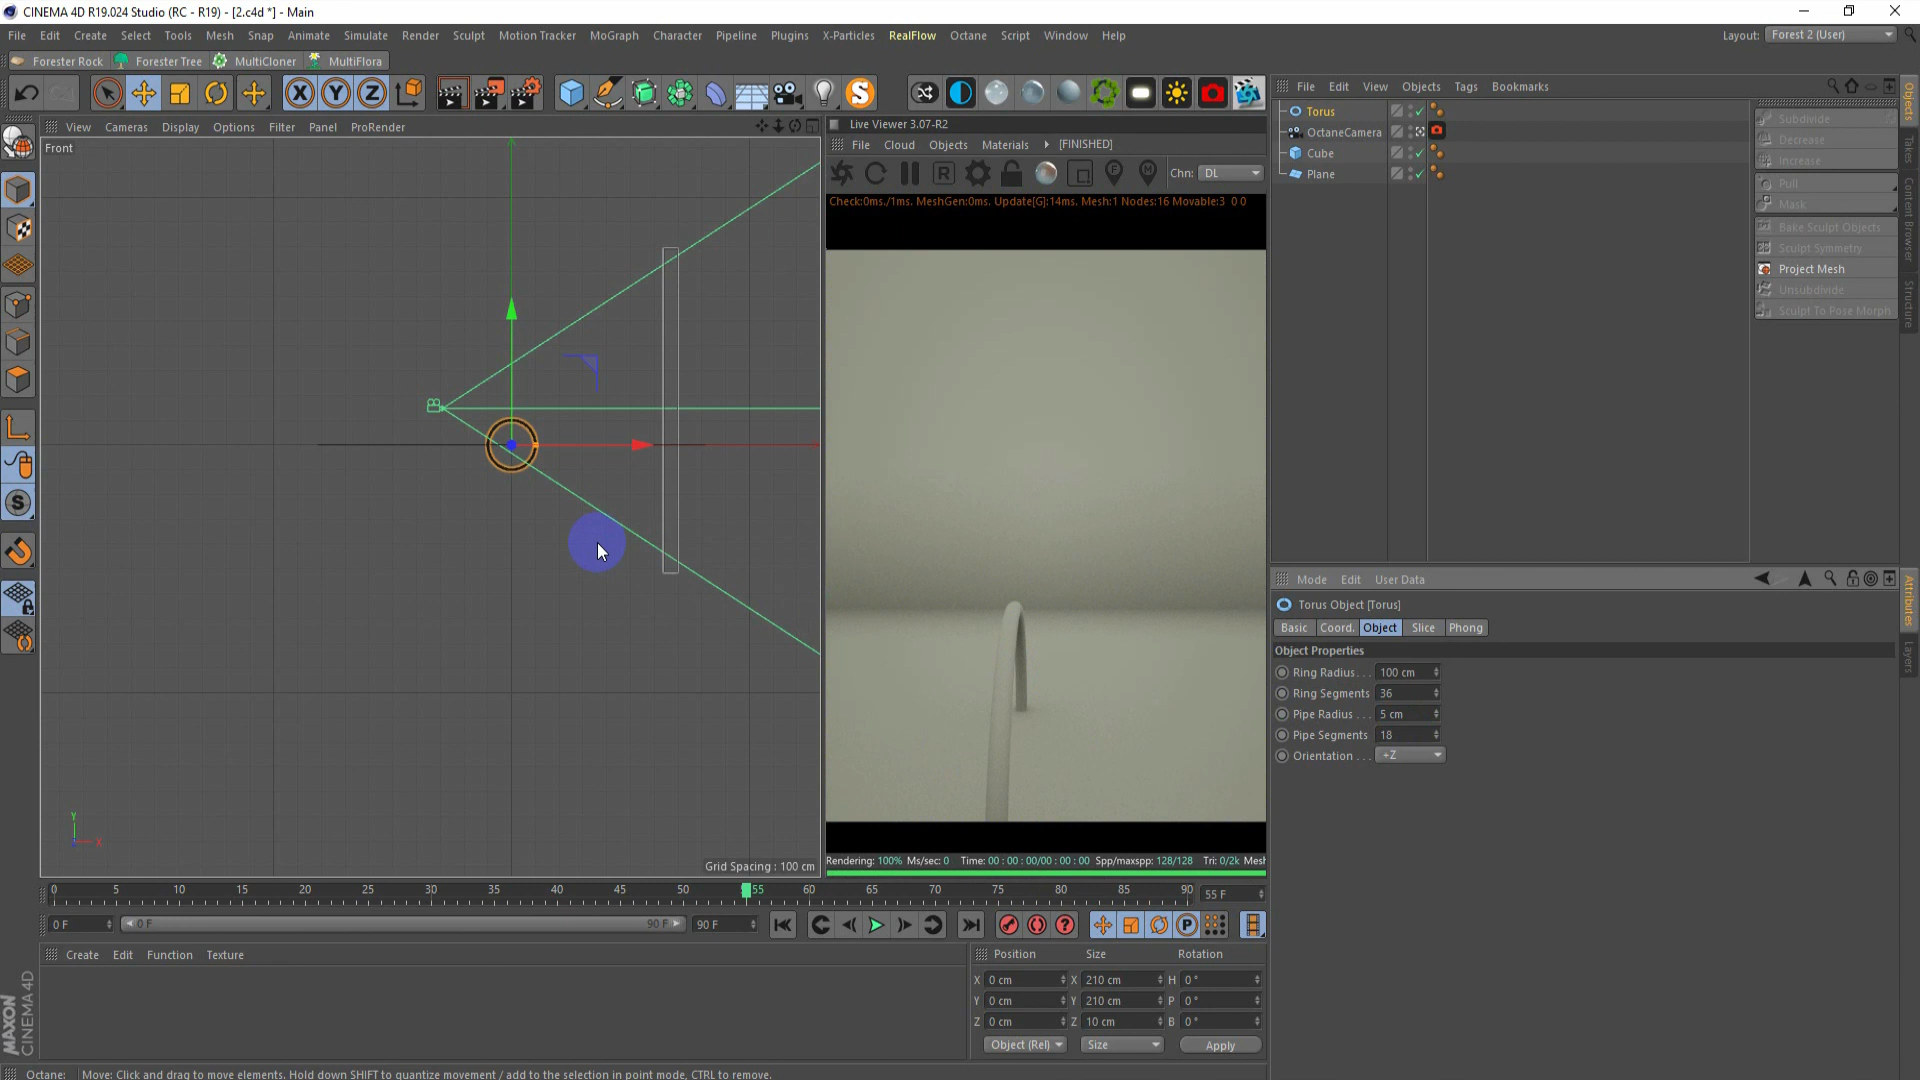 CINEMA 4D R19.024 Studio (RC - R19) - [2.c4d *] - Main
File Edit Create Select Tools Mesh Snap Animate Simulate Render Sculpt Motion Tracker MoGraph Character Pipeline Plugins X-Particles RealFlow Octane Script Window Help
Layout: Forest 2 (User)
Forester Rock Forester Tree MultiCloner MultiFlora
View Cameras Display Options Filter Panel ProRender
Front
Grid Spacing : 100 cm
Y
X
Live Viewer 3.07-R2
File Cloud Objects Materials [FINISHED]
Chn: DL
Check:0ms./1ms. MeshGen:0ms. Update[G]:14ms. Mesh:1 Nodes:16 Movable:3 0 0
Rendering: 100% Ms/sec: 0 Time: 00 : 00 : 00/00 : 00 : 00 Spp/maxspp: 128/128 Tri: 0/2k Mesh
File Edit View Objects Tags Bookmarks
Torus
OctaneCamera
Cube
Plane
Subdivide
Decrease
Increase
Pull
Mask
Bake Sculpt Objects
Sculpt Symmetry
Project Mesh
Unsubdivide
Sculpt To Pose Morph
Objects
Takes
Content Browser
Structure
Attributes
Layers
Mode Edit User Data
Torus Object [Torus]
Basic Coord. Object Slice Phong
Object Properties
Ring Radius . . . 100 cm
Ring Segments 36
Pipe Radius . . . 5 cm
Pipe Segments 18
Orientation . . . +Z
0 5 10 15 20 25 30 35 40 45 50 55 60 65 70 75 80 85 90 55 F
0 F 0 F 90 F 90 F
Create Edit Function Texture
Position Size Rotation
X 0 cm X 210 cm H 0 °
Y 0 cm Y 210 cm P 0 °
Z 0 cm Z 10 cm B 0 °
Object (Rel) Size Apply
MAXON
CINEMA 4D
Octane: Move: Click and drag to move elements. Hold down SHIFT to quantize movement / add to the selection in point mode, CTRL to remove.